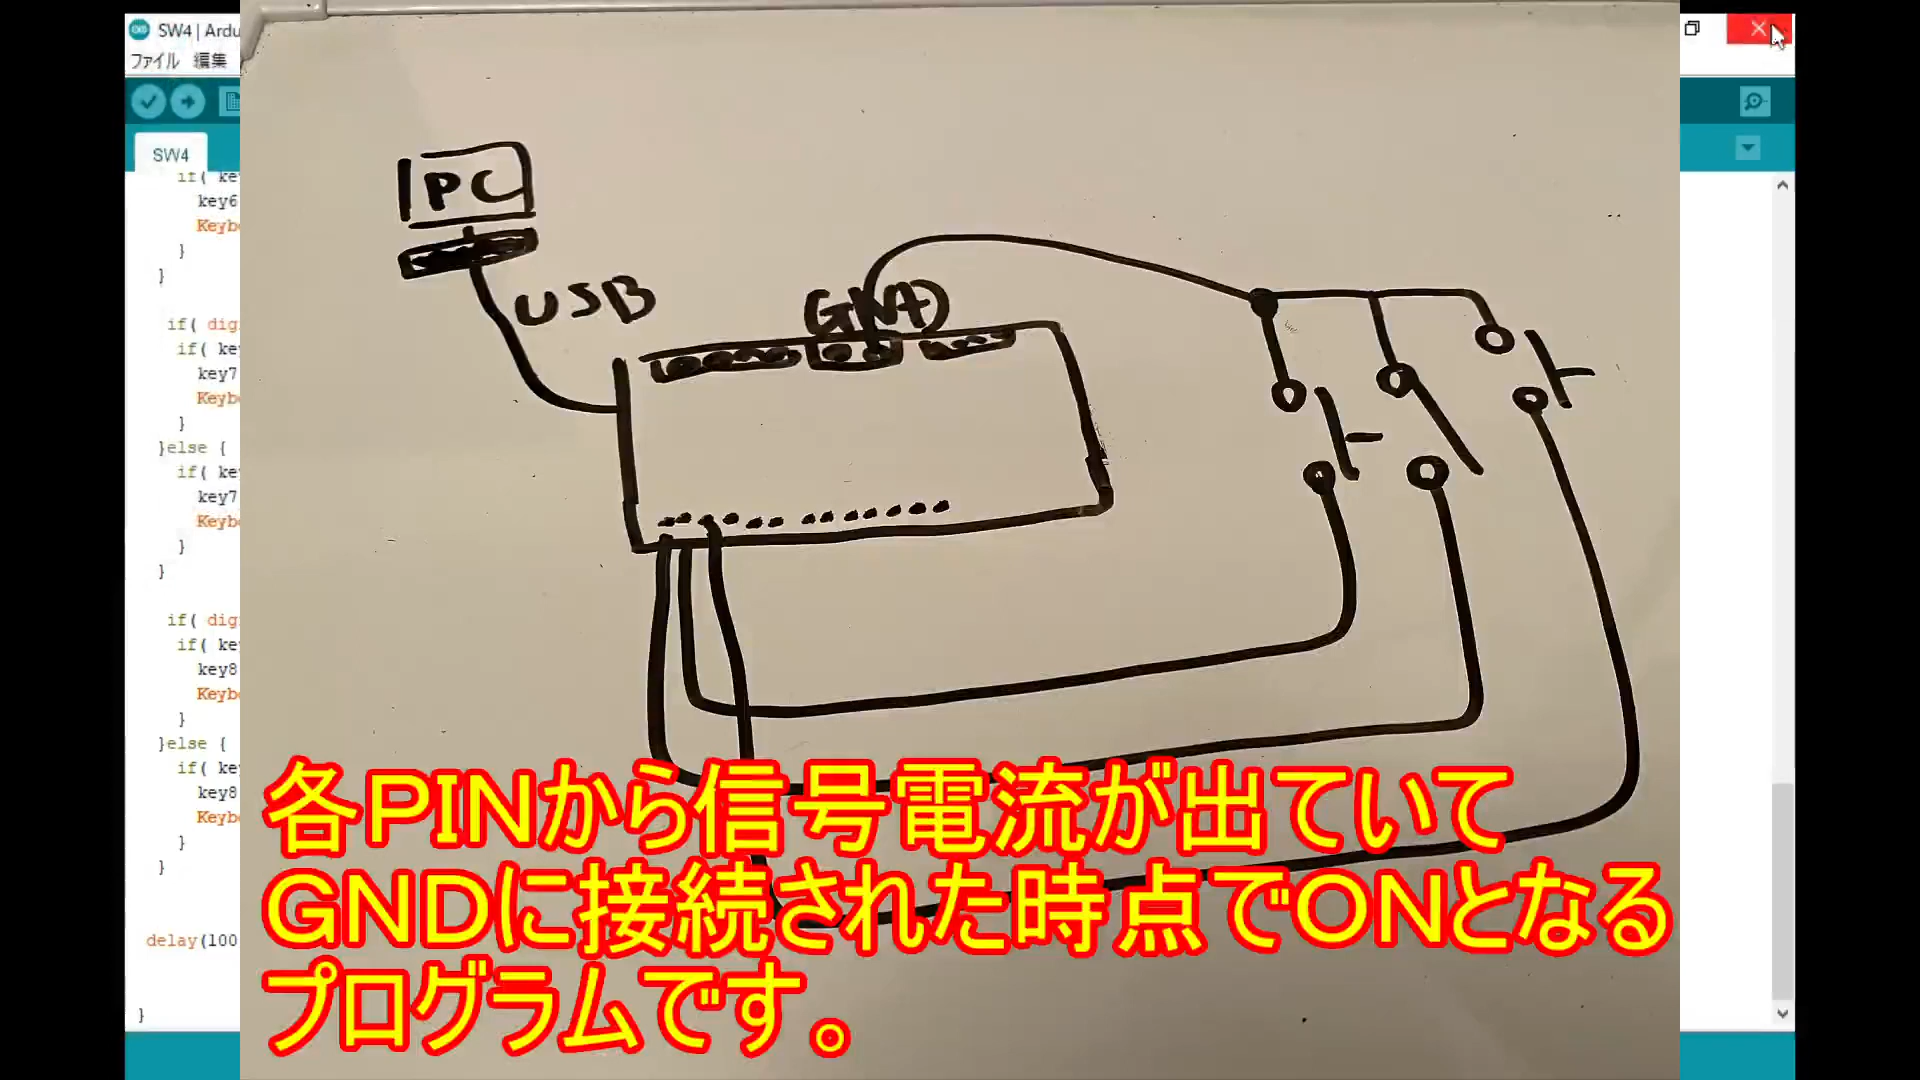 SW4 | Ardu
ファイル 編集
SW4
if( ke
key6
Keyb
}
}
if( dig
if( ke
key7
Keyb
}
}else {
if( ke
key7
Keyb
}
}
if( dig
if( ke
key8
Keyb
}
}else {
if( ke
key8
Keyb
}
}
delay(100
}
PC
USB
GND
各PINから信号電流が出ていて
GNDに接続された時点でONとなる
プログラムです。